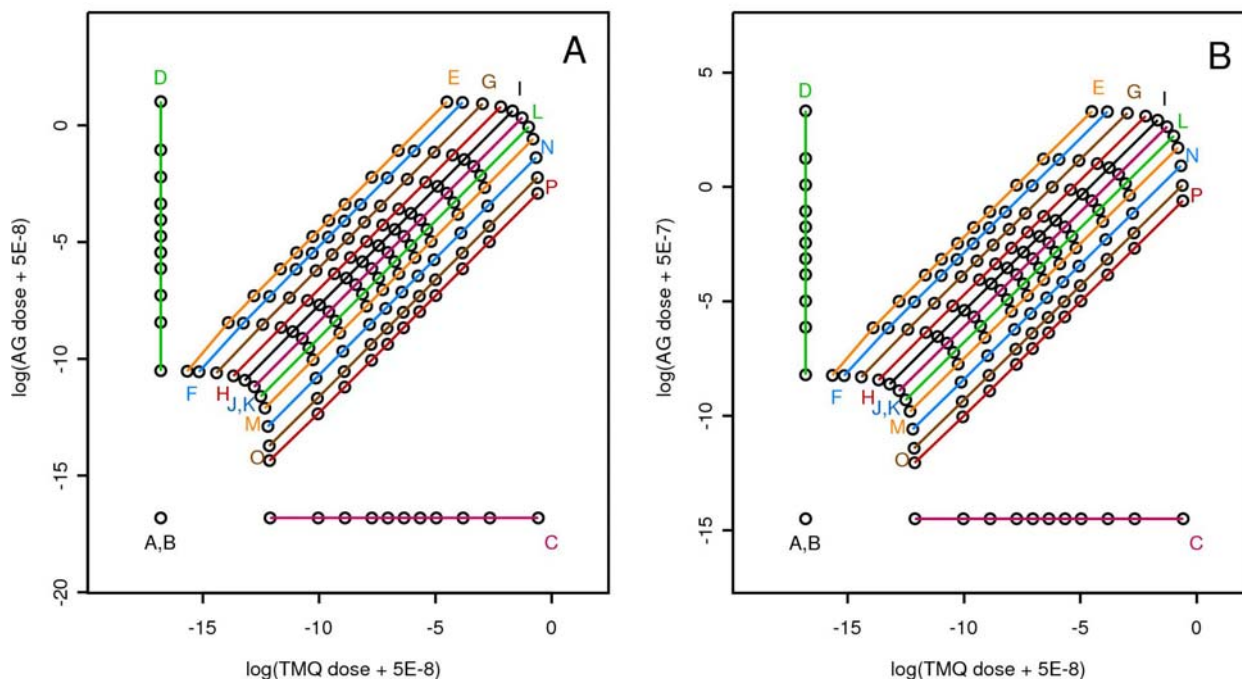 A
D
E
G
I
L
N
P
F
H
J,K
M
O
A,B
C
0
-5
-10
-15
-20
-15
-10
-5
0
log(AG dose + 5E-8)
log(TMQ dose + 5E-8)
B
D
E
G
I
L
N
P
F
H
J,K
M
O
A,B
C
5
0
-5
-10
-15
-15
-10
-5
0
log(AG dose + 5E-7)
log(TMQ dose + 5E-8)